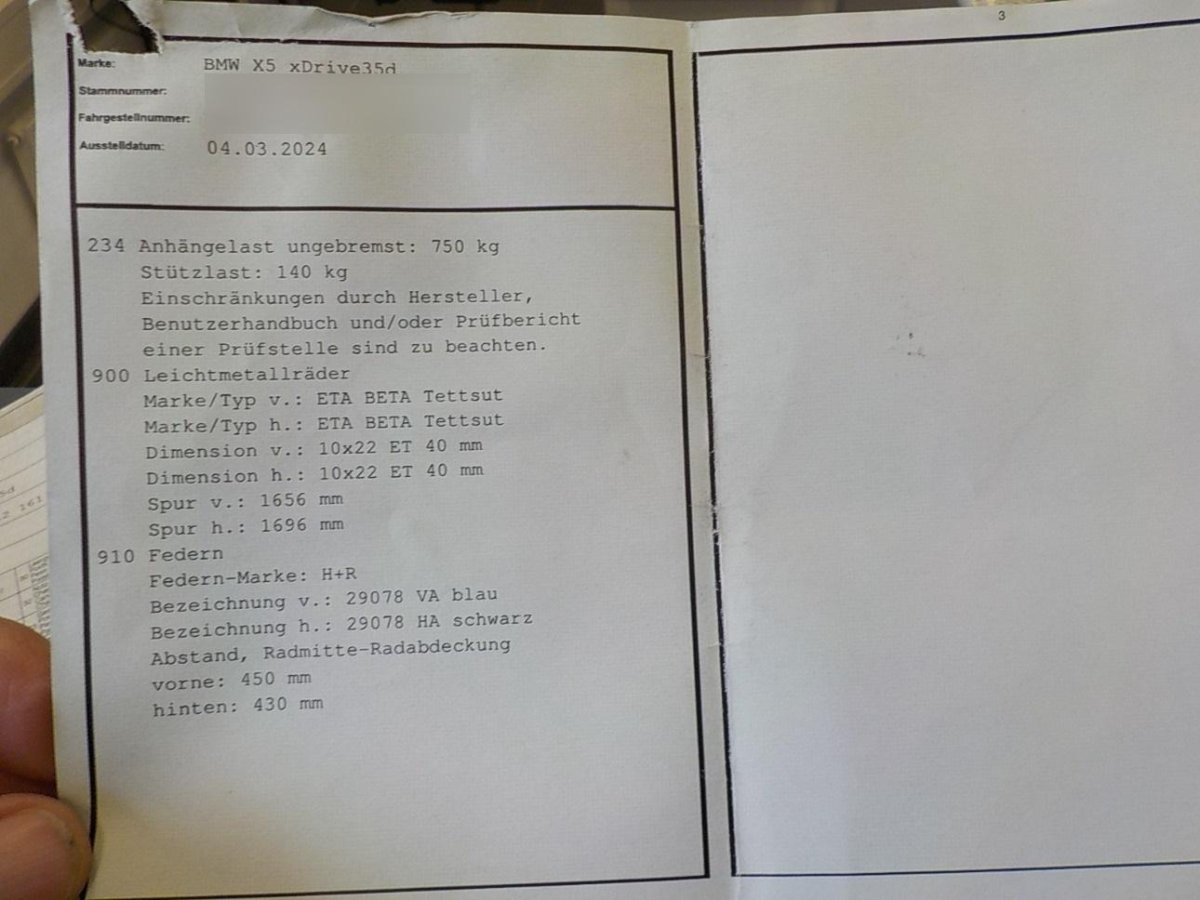 3
Marke: BMW X5 xDrive35d
Stammnummer:
Fahrgestellnummer:
Ausstelldatum: 04.03.2024
234 Anhängelast ungebremst: 750 kg
Stützlast: 140 kg
Einschränkungen durch Hersteller,
Benutzerhandbuch und/oder Prüfbericht
einer Prüfstelle sind zu beachten.
900 Leichtmetallräder
Marke/Typ v.: ETA BETA Tettsut
Marke/Typ h.: ETA BETA Tettsut
Dimension v.: 10x22 ET 40 mm
Dimension h.: 10x22 ET 40 mm
Spur v.: 1656 mm
Spur h.: 1696 mm
910 Federn
Federn-Marke: H+R
Bezeichnung v.: 29078 VA blau
Bezeichnung h.: 29078 HA schwarz
Abstand, Radmitte-Radabdeckung
vorne: 450 mm
hinten: 430 mm